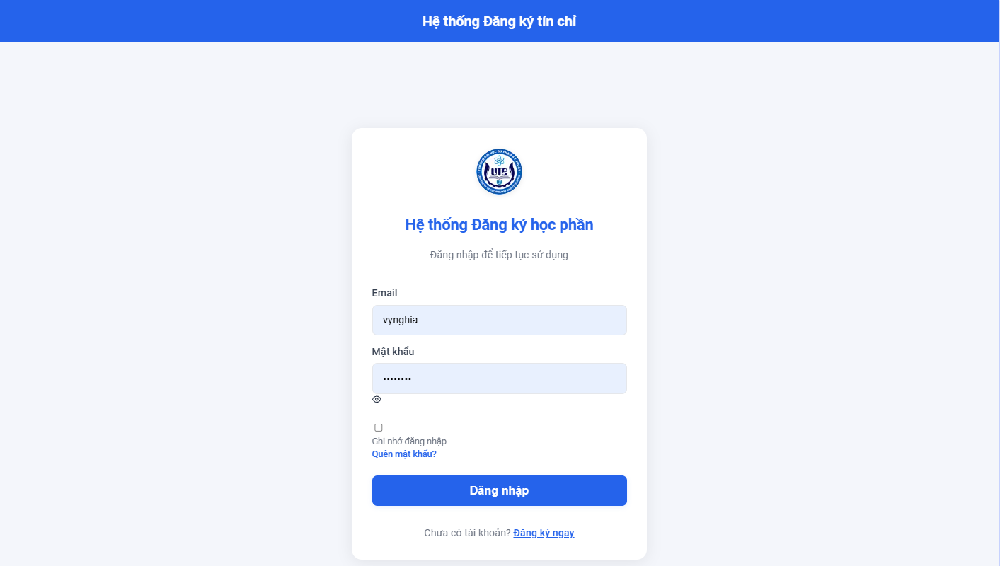 Hệ thống Đăng ký tín chỉ
UTE
Hệ thống Đăng ký học phần
Đăng nhập để tiếp tục sử dụng
Email
vynghia
Mật khẩu
••••••••
Ghi nhớ đăng nhập
Quên mật khẩu?
Đăng nhập
Chưa có tài khoản? Đăng ký ngay